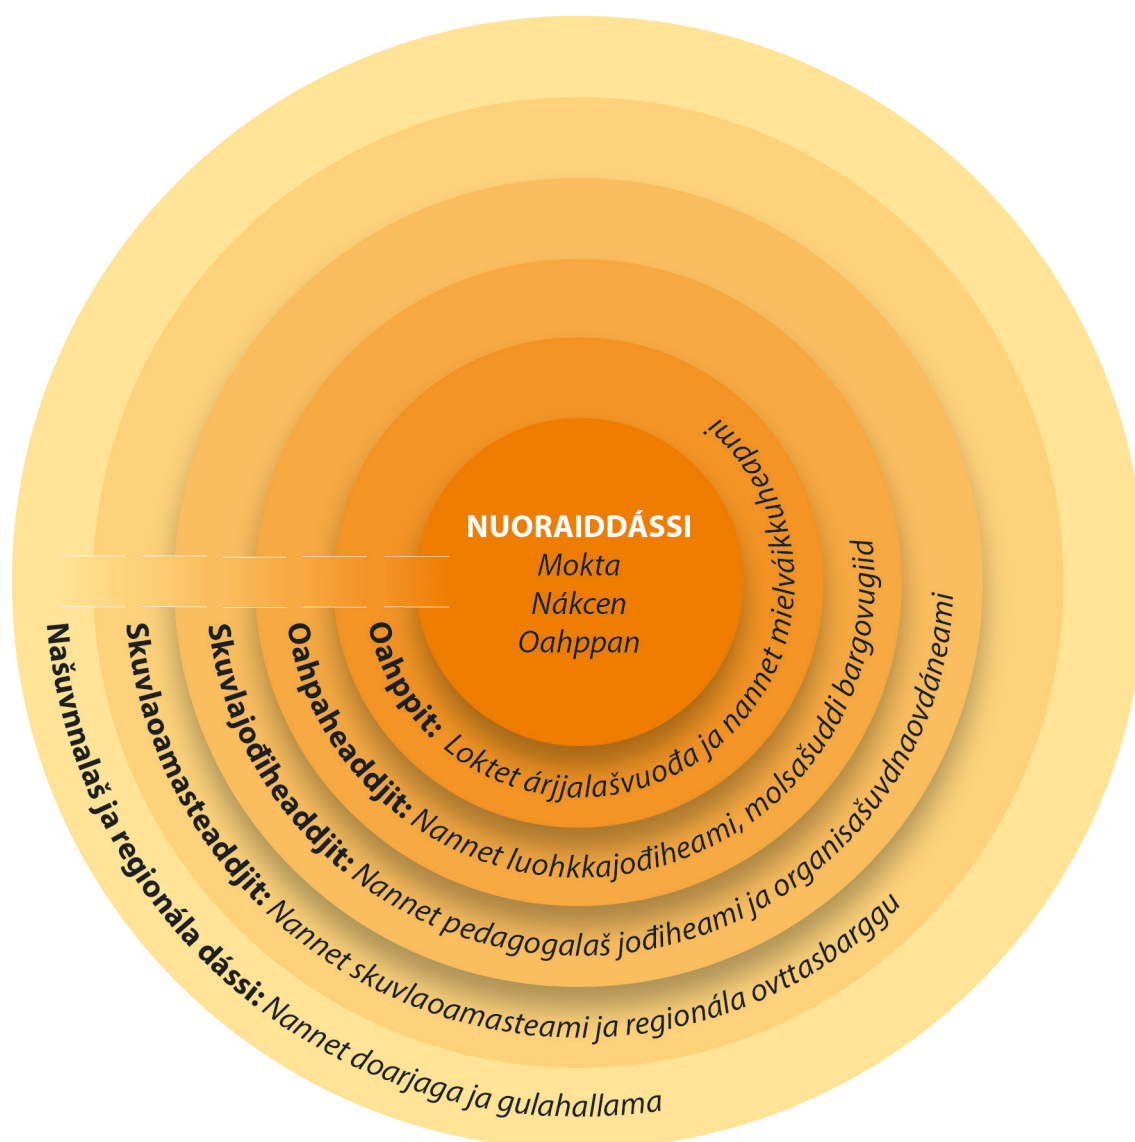 NUORAIDDÁSSI
Mokta
Nákcen
Oahppan
Oahppit: Loktet árjjalašvuođa ja nannet mielváikkuheapmi
Oahpaheaddjit: Nannet luohkkajođiheami, molsašuddi bargovugiid
Skuvlajođiheaddjit: Nannet pedagogalaš jođiheami ja organisašuvdnaovdáneami
Skuvlaoamasteaddjit: Nannet skuvlaoamasteami ja regionála ovttasbarggu
Našuvnnalaš ja regionála dássi: Nannet doarjaga ja gulahallama